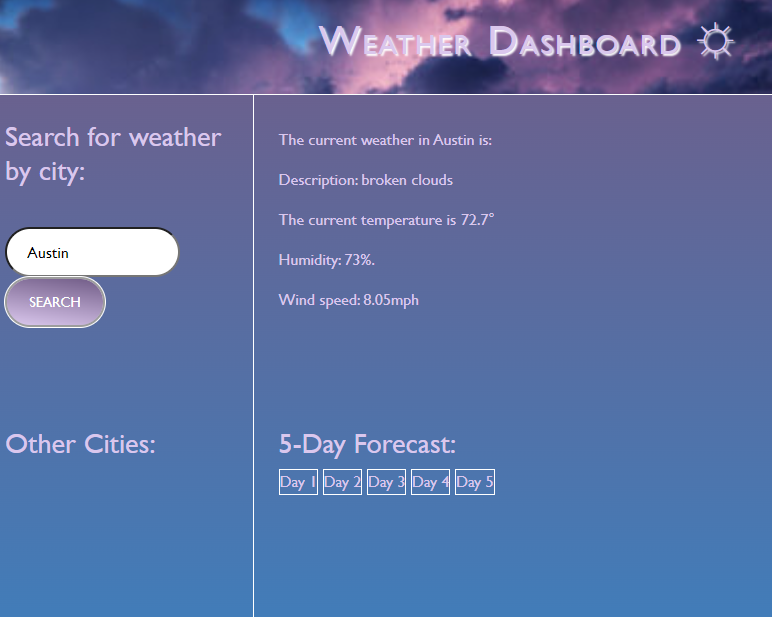 Weather Dashboard
Search for weather
by city:
Austin
SEARCH
Other Cities:
The current weather in Austin is:
Description: broken clouds
The current temperature is 72.7°
Humidity: 73%.
Wind speed: 8.05mph
5-Day Forecast:
Day 1 Day 2 Day 3 Day 4 Day 5